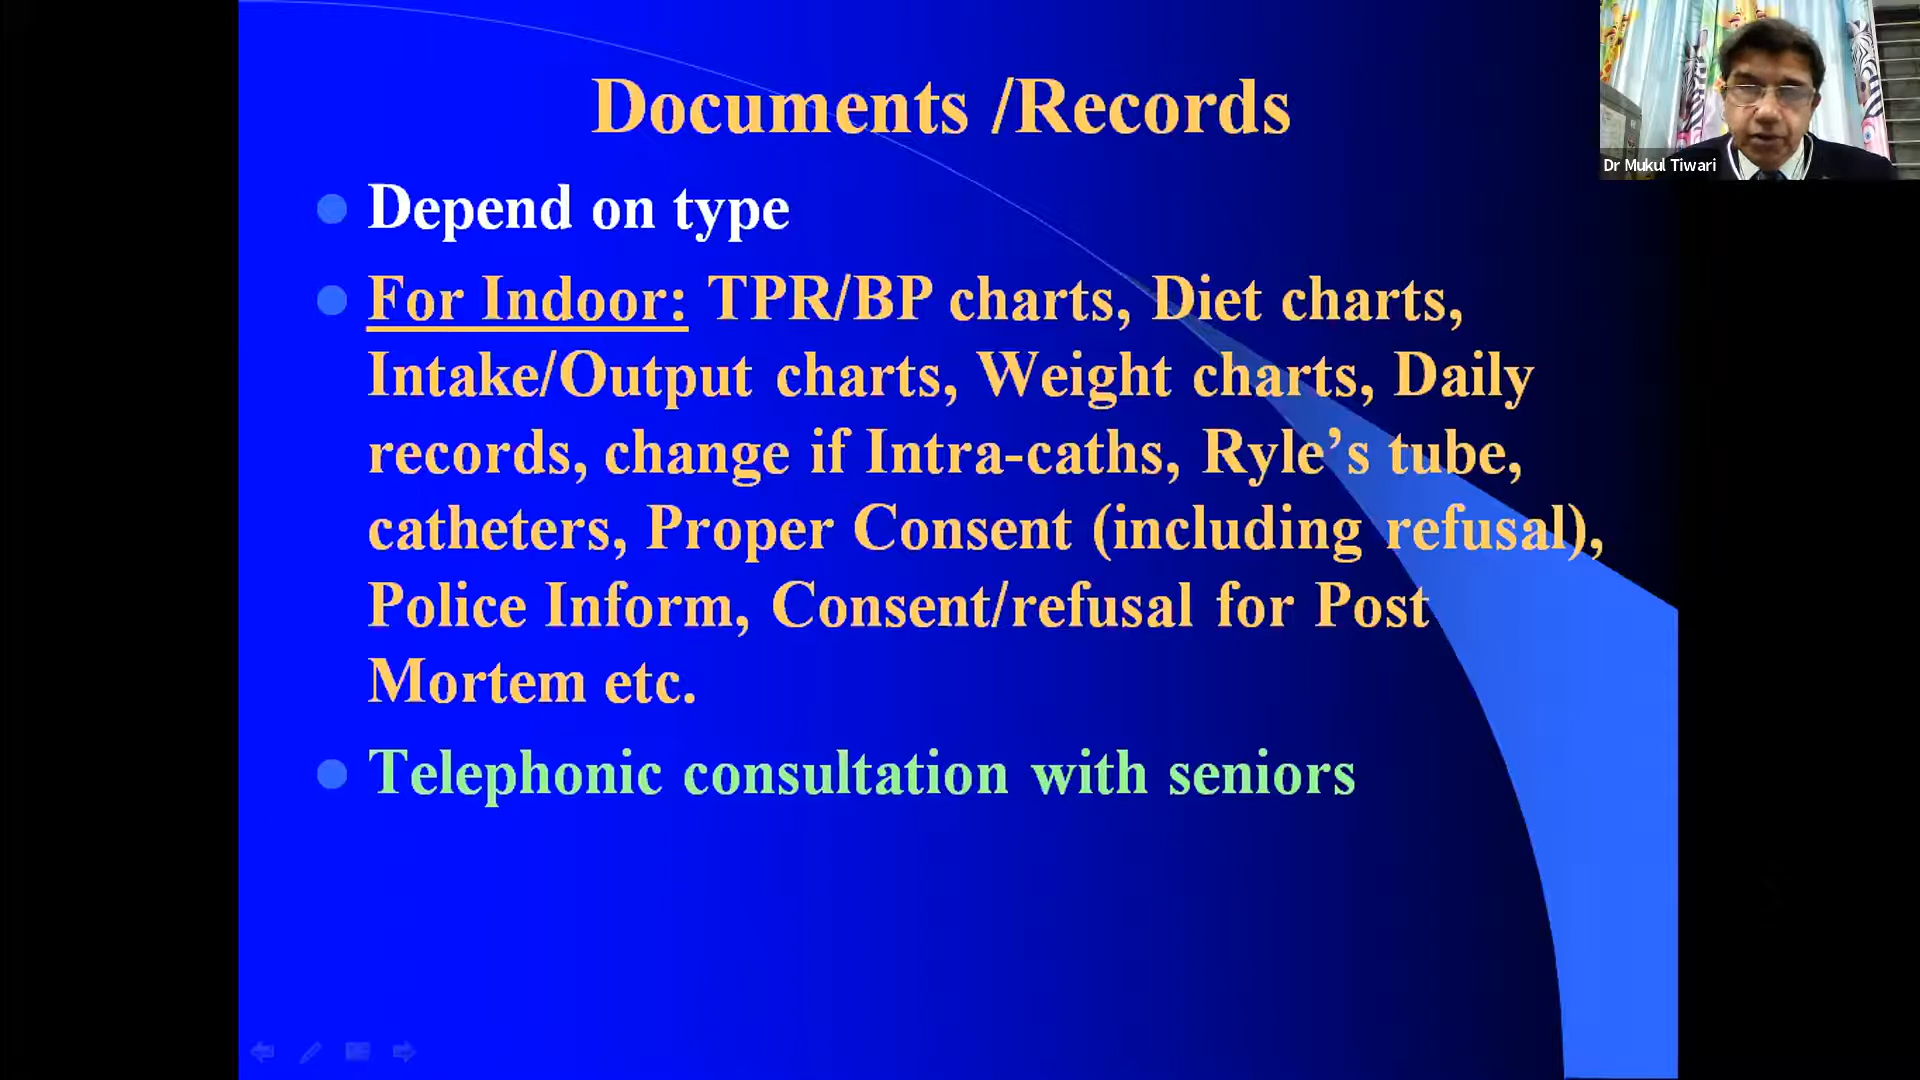 Documents /Records
Depend on type
For Indoor: TPR/BP charts, Diet charts,
Intake/Output charts, Weight charts, Daily
records, change if Intra-caths, Ryle’s tube,
catheters, Proper Consent (including refusal),
Police Inform, Consent/refusal for Post
Mortem etc.
Telephonic consultation with seniors
Dr Mukul Tiwari